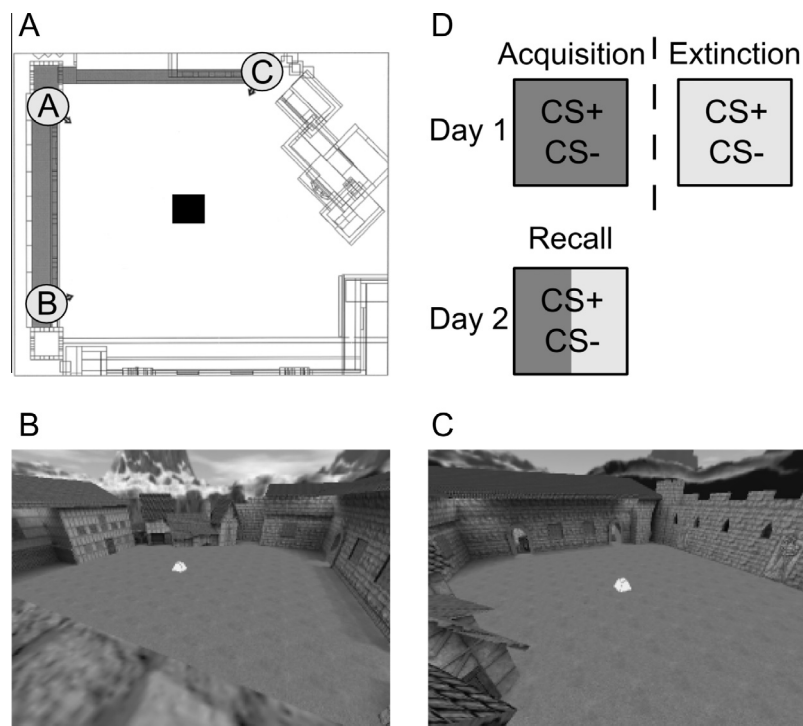 A
A
B
C
D
Acquisition
Extinction
Day 1
CS+
CS-
CS+
CS-
Recall
Day 2
CS+
CS-
B
C